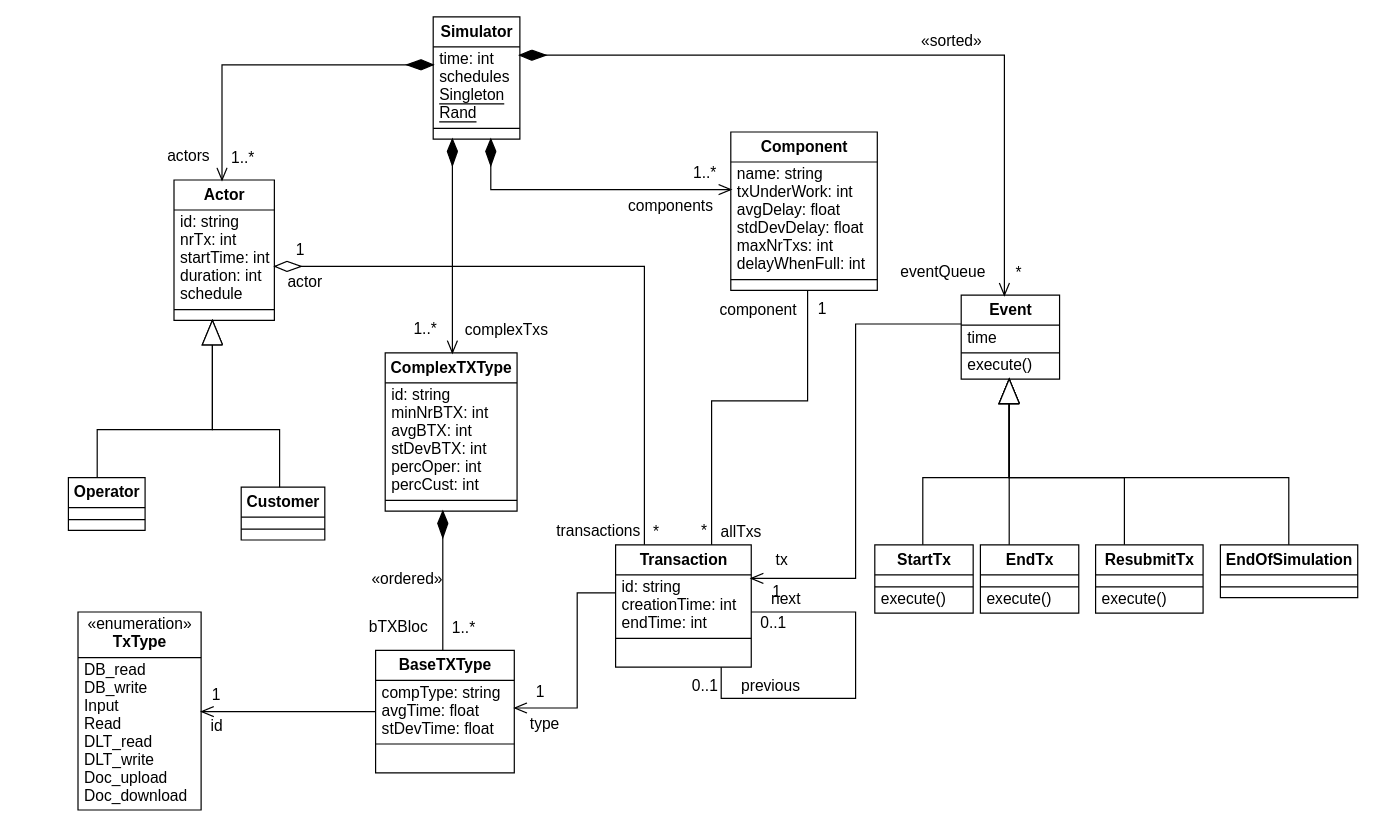 Simulator
time: int
schedules
Singleton
Rand
«sorted»
actors
1..*
Actor
id: string
nrTx: int
startTime: int
duration: int
schedule
1
actor
1..*
components
Component
name: string
txUnderWork: int
avgDelay: float
stdDevDelay: float
maxNrTxs: int
delayWhenFull: int
component
1
eventQueue
*
Event
time
execute()
1..*
complexTxs
ComplexTXType
id: string
minNrBTX: int
avgBTX: int
stDevBTX: int
percOper: int
percCust: int
Operator
Customer
transactions
*
*
allTxs
Transaction
id: string
creationTime: int
endTime: int
tx
1
next
0..1
0..1
previous
StartTx
execute()
EndTx
execute()
ResubmitTx
execute()
EndOfSimulation
«ordered»
bTXBloc
1..*
BaseTXType
compType: string
avgTime: float
stDevTime: float
1
type
1
id
«enumeration»
TxType
DB_read
DB_write
Input
Read
DLT_read
DLT_write
Doc_upload
Doc_download